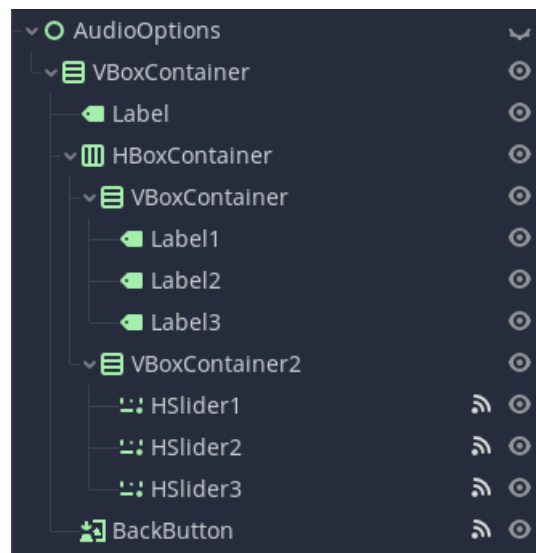 AudioOptions
VBoxContainer
Label
HBoxContainer
VBoxContainer
Label1
Label2
Label3
VBoxContainer2
HSlider1
HSlider2
HSlider3
BackButton